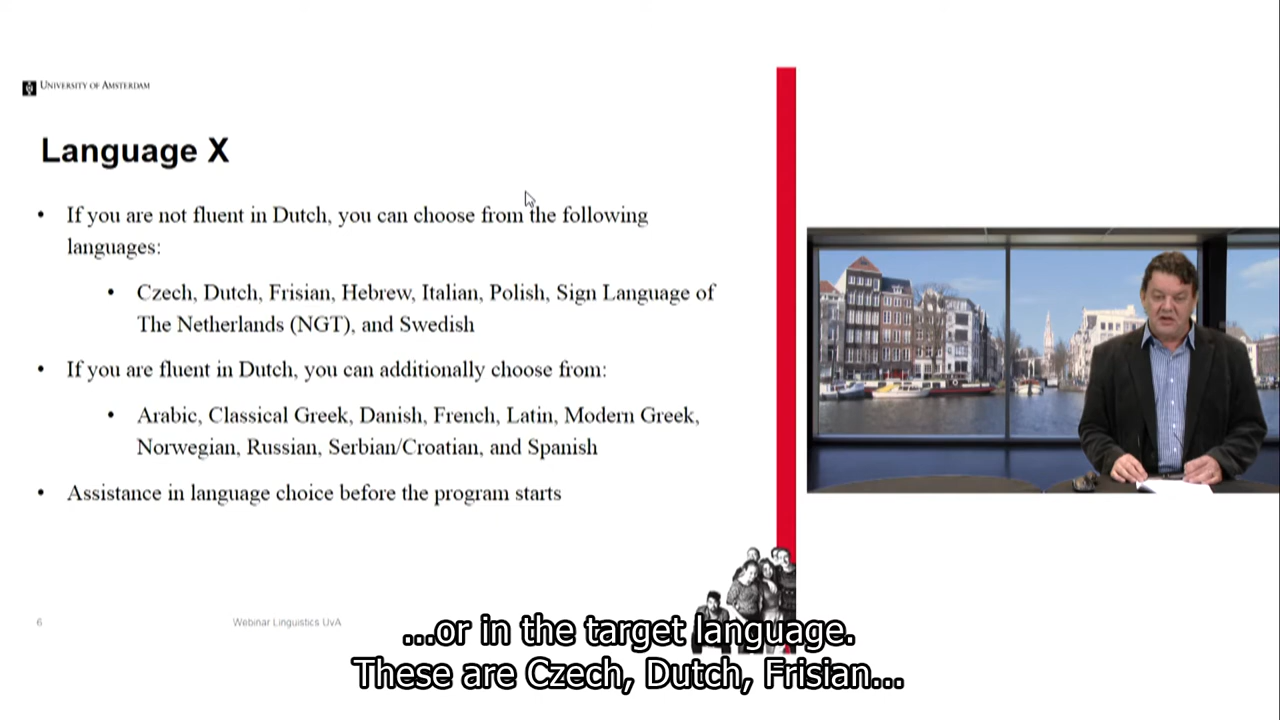 UNIVERSITY OF AMSTERDAM
Language X
• If you are not fluent in Dutch, you can choose from the following
languages:
• Czech, Dutch, Frisian, Hebrew, Italian, Polish, Sign Language of
The Netherlands (NGT), and Swedish
• If you are fluent in Dutch, you can additionally choose from:
• Arabic, Classical Greek, Danish, French, Latin, Modern Greek,
Norwegian, Russian, Serbian/Croatian, and Spanish
• Assistance in language choice before the program starts
6 Webinar Linguistics UvA
...or in the target language.
These are Czech, Dutch, Frisian...